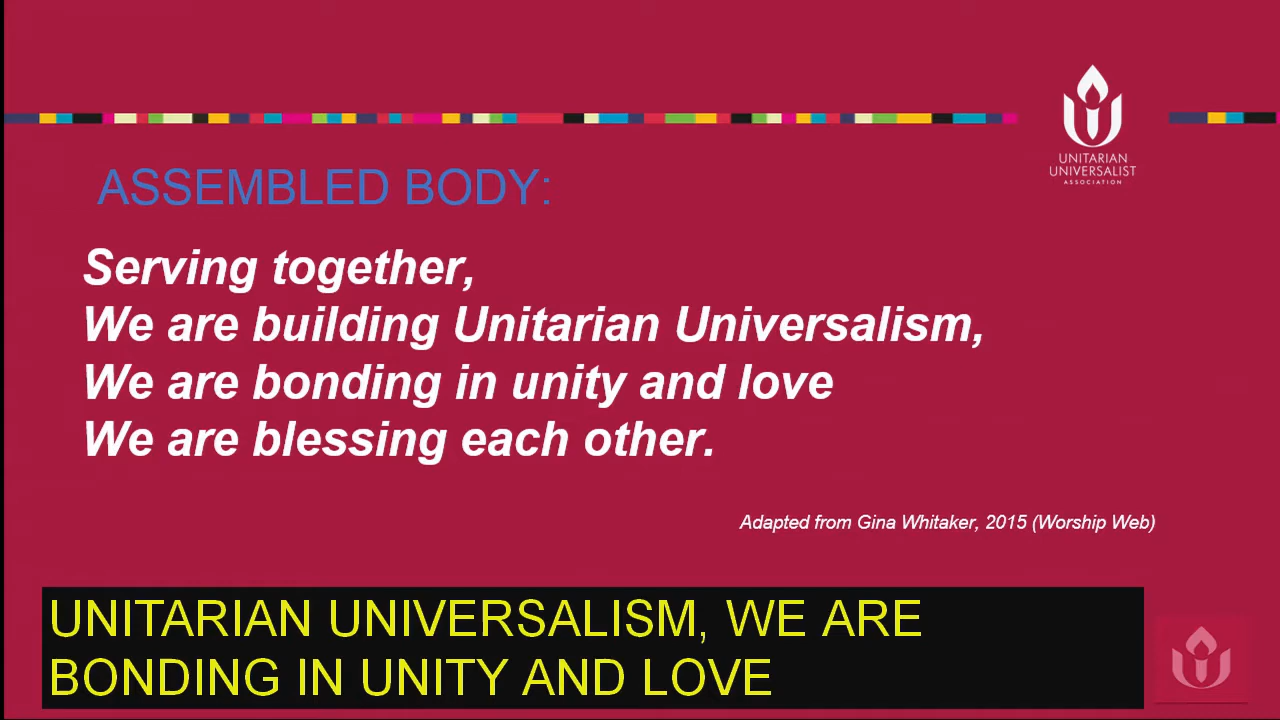 UNITARIAN
UNIVERSALIST
ASSOCIATION
ASSEMBLED BODY:
Serving together,
We are building Unitarian Universalism,
We are bonding in unity and love
We are blessing each other.
Adapted from Gina Whitaker, 2015 (Worship Web)
UNITARIAN UNIVERSALISM, WE ARE
BONDING IN UNITY AND LOVE